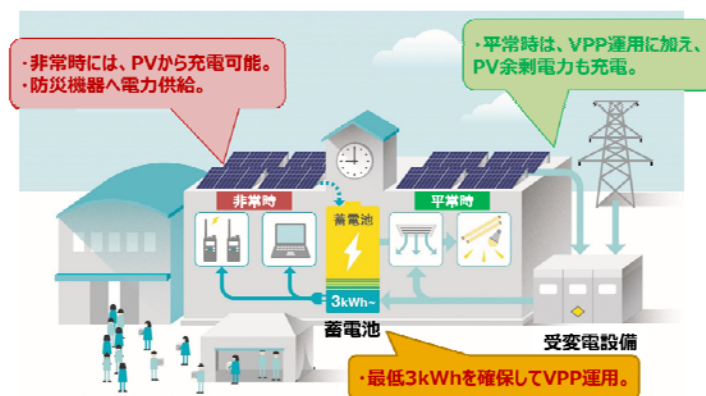 ・非常時には、PVから充電可能。
・防災機器へ電力供給。
・平常時は、VPP運用に加え、
PV余剰電力も充電。
非常時
蓄電池
平常時
3kWh~
蓄電池
受変電設備
・最低3kWhを確保してVPP運用。